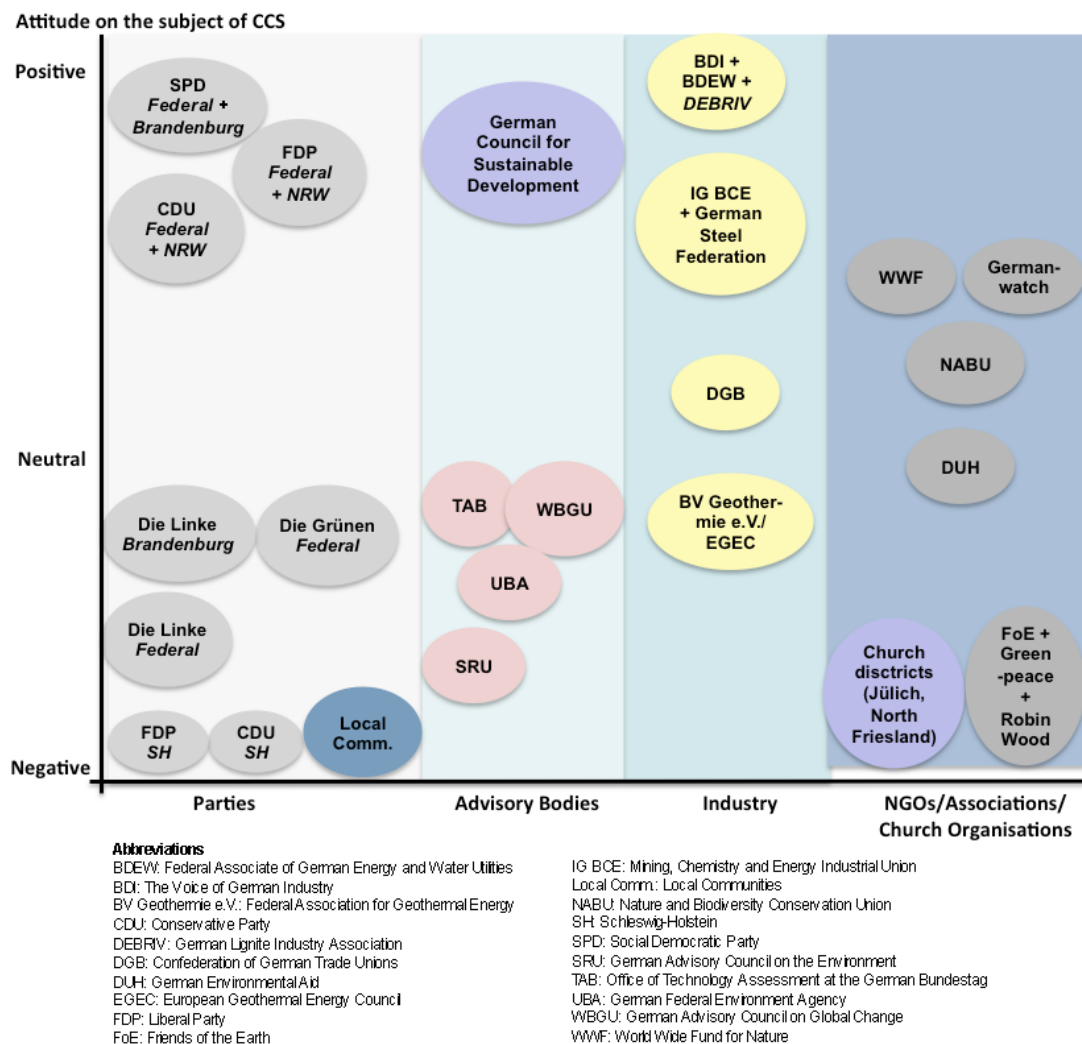 Attitude on the subject of CCS
Positive
Neutral
Negative
SPD
Federal +
Brandenburg
FDP
Federal
+ NRW
CDU
Federal
+ NRW
Die Linke
Brandenburg
Die Grünen
Federal
Die Linke
Federal
FDP
SH
CDU
SH
Local
Comm.
German
Council for
Sustainable
Development
TAB
WBGU
UBA
SRU
BDI +
BDEW +
DEBRIV
IG BCE
+ German
Steel
Federation
DGB
BV Geother-
mie e.V./
EGEC
WWF
German-
watch
NABU
DUH
Church
disctricts
(Jülich,
North
Friesland)
FoE +
Green
-peace
+
Robin
Wood
Parties
Advisory Bodies
Industry
NGOs/Associations/
Church Organisations
Abbreviations
BDEW: Federal Associate of German Energy and Water Utilities
BDI: The Voice of German Industry
BV Geothermie e.V.: Federal Association for Geothermal Energy
CDU: Conservative Party
DEBRIV: German Lignite Industry Association
DGB: Confederation of German Trade Unions
DUH: German Environmental Aid
EGEC: European Geothermal Energy Council
FDP: Liberal Party
FoE: Friends of the Earth
IG BCE: Mining, Chemistry and Energy Industrial Union
Local Comm.: Local Communities
NABU: Nature and Biodiversity Conservation Union
SH: Schleswig-Holstein
SPD: Social Democratic Party
SRU: German Advisory Council on the Environment
TAB: Office of Technology Assessment at the German Bundestag
UBA: German Federal Environment Agency
WBGU: German Advisory Council on Global Change
WWF: World Wide Fund for Nature